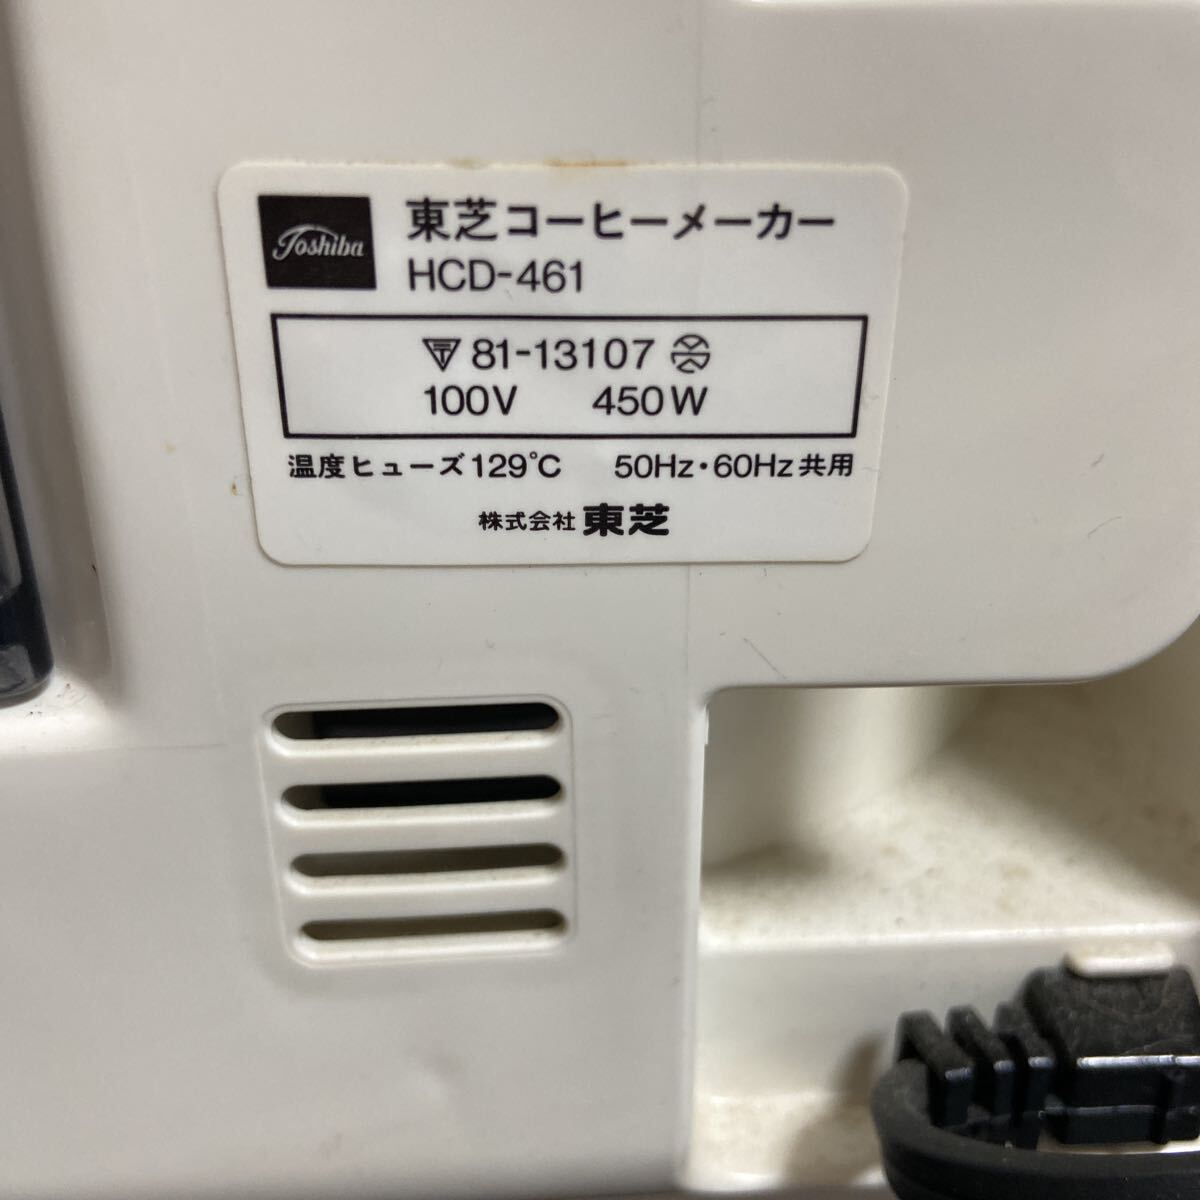 Toshiba
東芝コーヒーメーカー
HCD-461
〒 81-13107
100V 450W
温度ヒューズ129℃ 50Hz・60Hz共用
株式会社 東芝